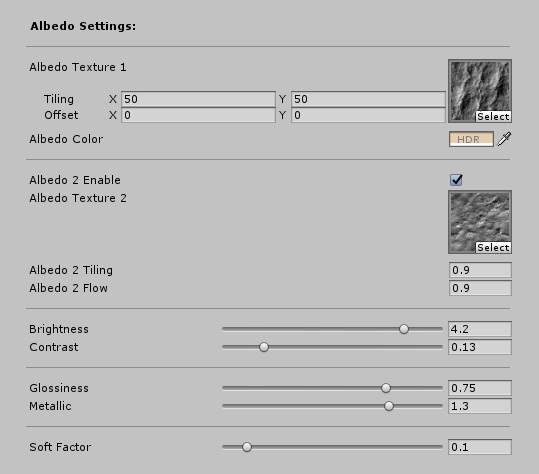 Albedo Settings:
Albedo Texture 1
Tiling X 50 Y 50
Offset X 0 Y 0
Select
Albedo Color HDR
Albedo 2 Enable
Albedo Texture 2
Select
Albedo 2 Tiling 0.9
Albedo 2 Flow 0.9
Brightness 4.2
Contrast 0.13
Glossiness 0.75
Metallic 1.3
Soft Factor 0.1